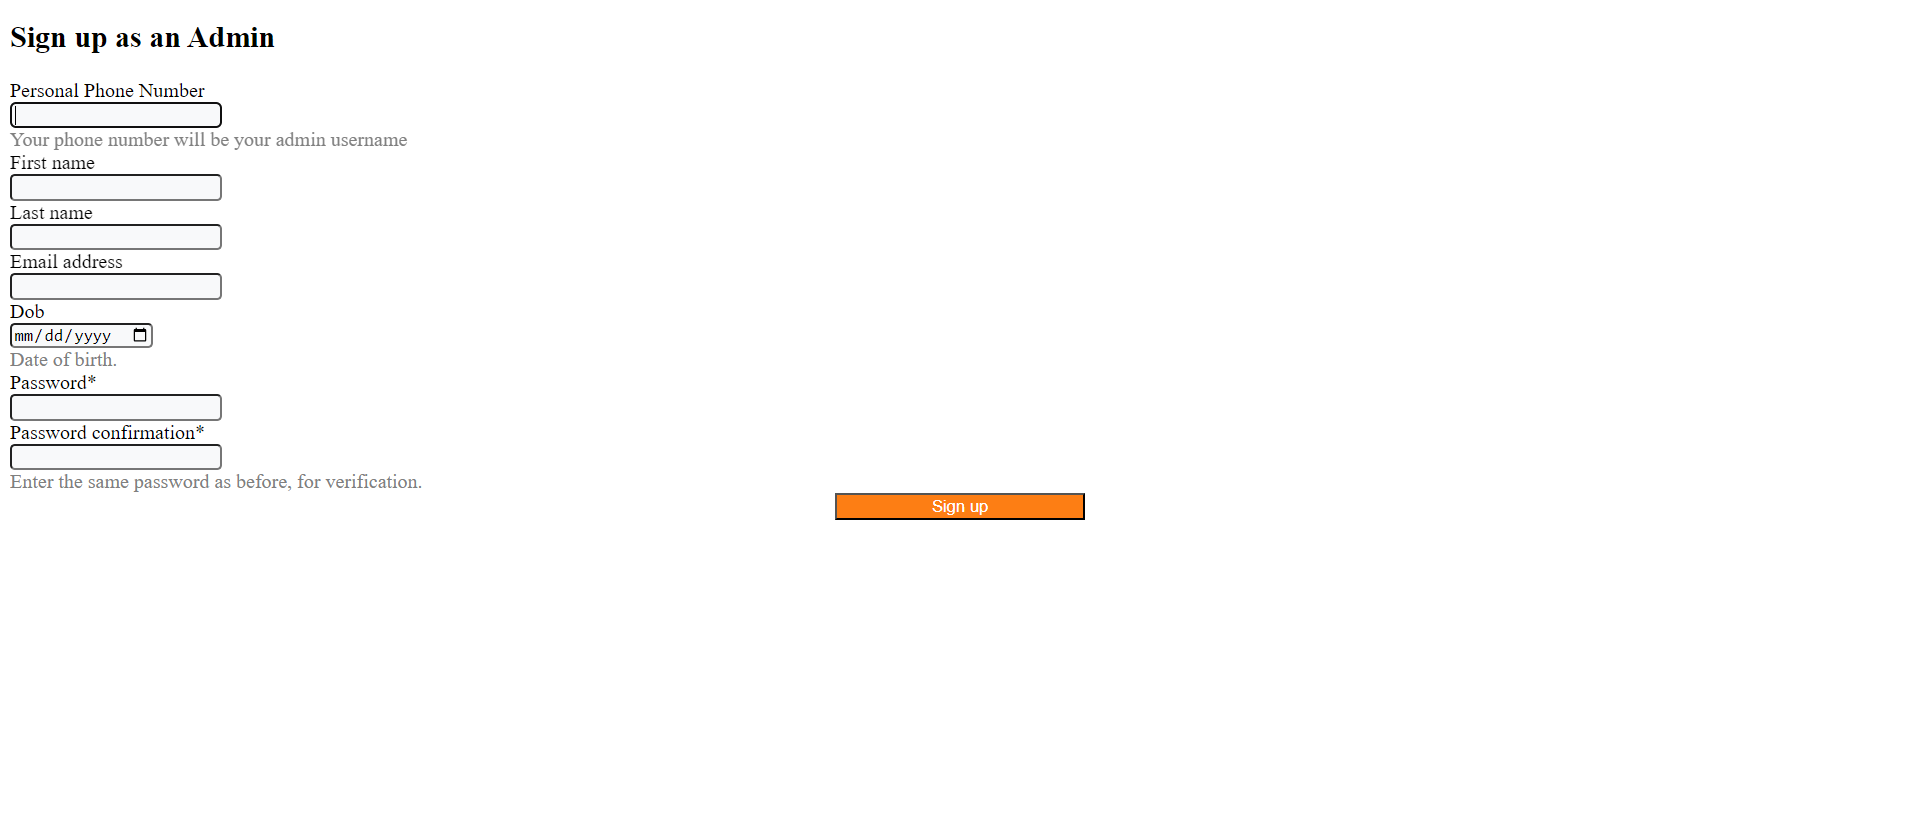 Sign up as an Admin
Personal Phone Number
Your phone number will be your admin username
First name
Last name
Email address
Dob
mm/dd/yyyy
Date of birth.
Password*
Password confirmation*
Enter the same password as before, for verification.
Sign up